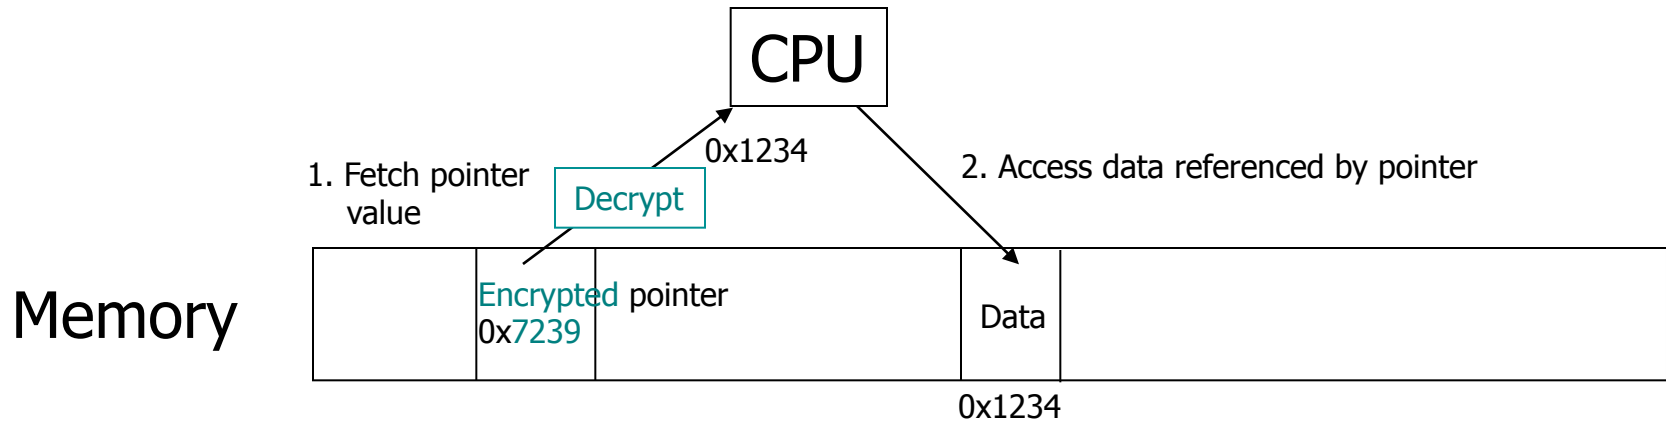 CPU
0x1234
1. Fetch pointer
value
Decrypt
2. Access data referenced by pointer
Memory
Encrypted pointer
0x7239
Data
0x1234